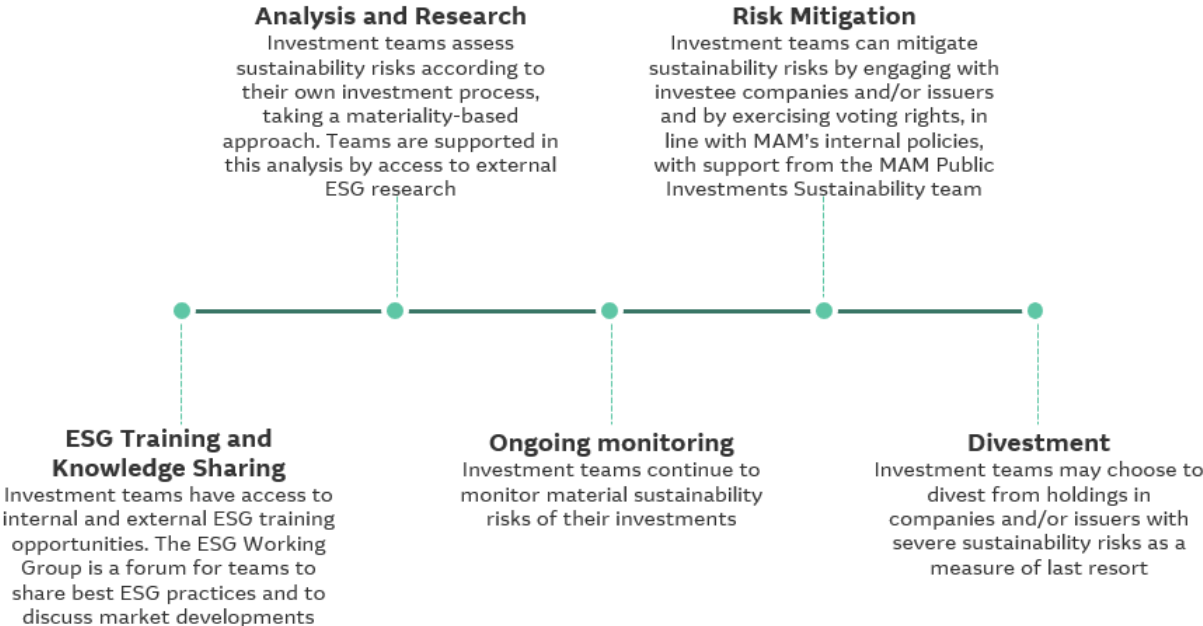 Analysis and Research
Investment teams assess
sustainability risks according to
their own investment process,
taking a materiality-based
approach. Teams are supported in
this analysis by access to external
ESG research
Risk Mitigation
Investment teams can mitigate
sustainability risks by engaging with
investee companies and/or issuers
and by exercising voting rights, in
line with MAM's internal policies,
with support from the MAM Public
Investments Sustainability team
ESG Training and
Knowledge Sharing
Investment teams have access to
internal and external ESG training
opportunities. The ESG Working
Group is a forum for teams to
share best ESG practices and to
discuss market developments
Ongoing monitoring
Investment teams continue to
monitor material sustainability
risks of their investments
Divestment
Investment teams may choose to
divest from holdings in
companies and/or issuers with
severe sustainability risks as a
measure of last resort